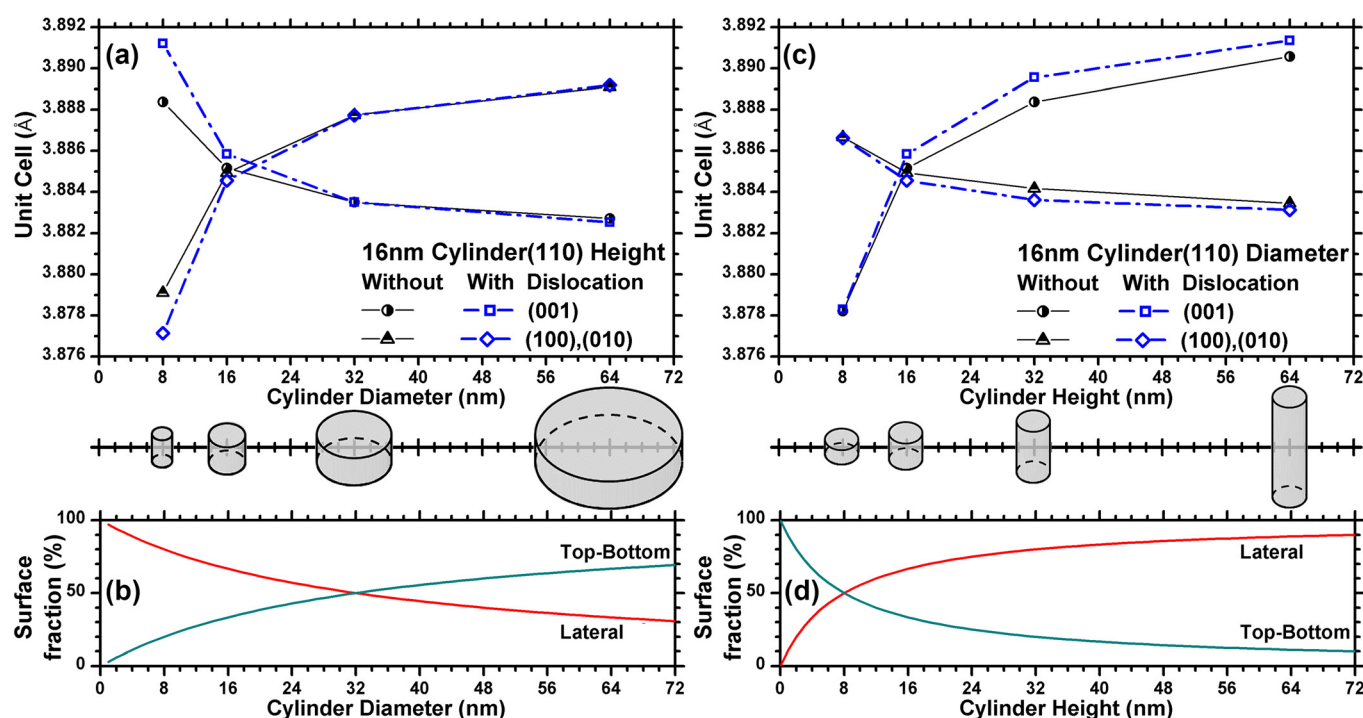 (a)
3.892
3.890
3.888
3.886
3.884
3.882
3.880
3.878
3.876
Unit Cell (Å)
16nm Cylinder(110) Height
Without With Dislocation
(001)
(100),(010)
0 8 16 24 32 40 48 56 64 72
Cylinder Diameter (nm)
(c)
3.892
3.890
3.888
3.886
3.884
3.882
3.880
3.878
3.876
Unit Cell (Å)
16nm Cylinder(110) Diameter
Without With Dislocation
(001)
(100),(010)
0 8 16 24 32 40 48 56 64 72
Cylinder Height (nm)
(b)
100
50
0
Surface
fraction (%)
Top-Bottom
Lateral
0 8 16 24 32 40 48 56 64 72
Cylinder Diameter (nm)
(d)
100
50
0
Surface
fraction (%)
Lateral
Top-Bottom
0 8 16 24 32 40 48 56 64 72
Cylinder Height (nm)